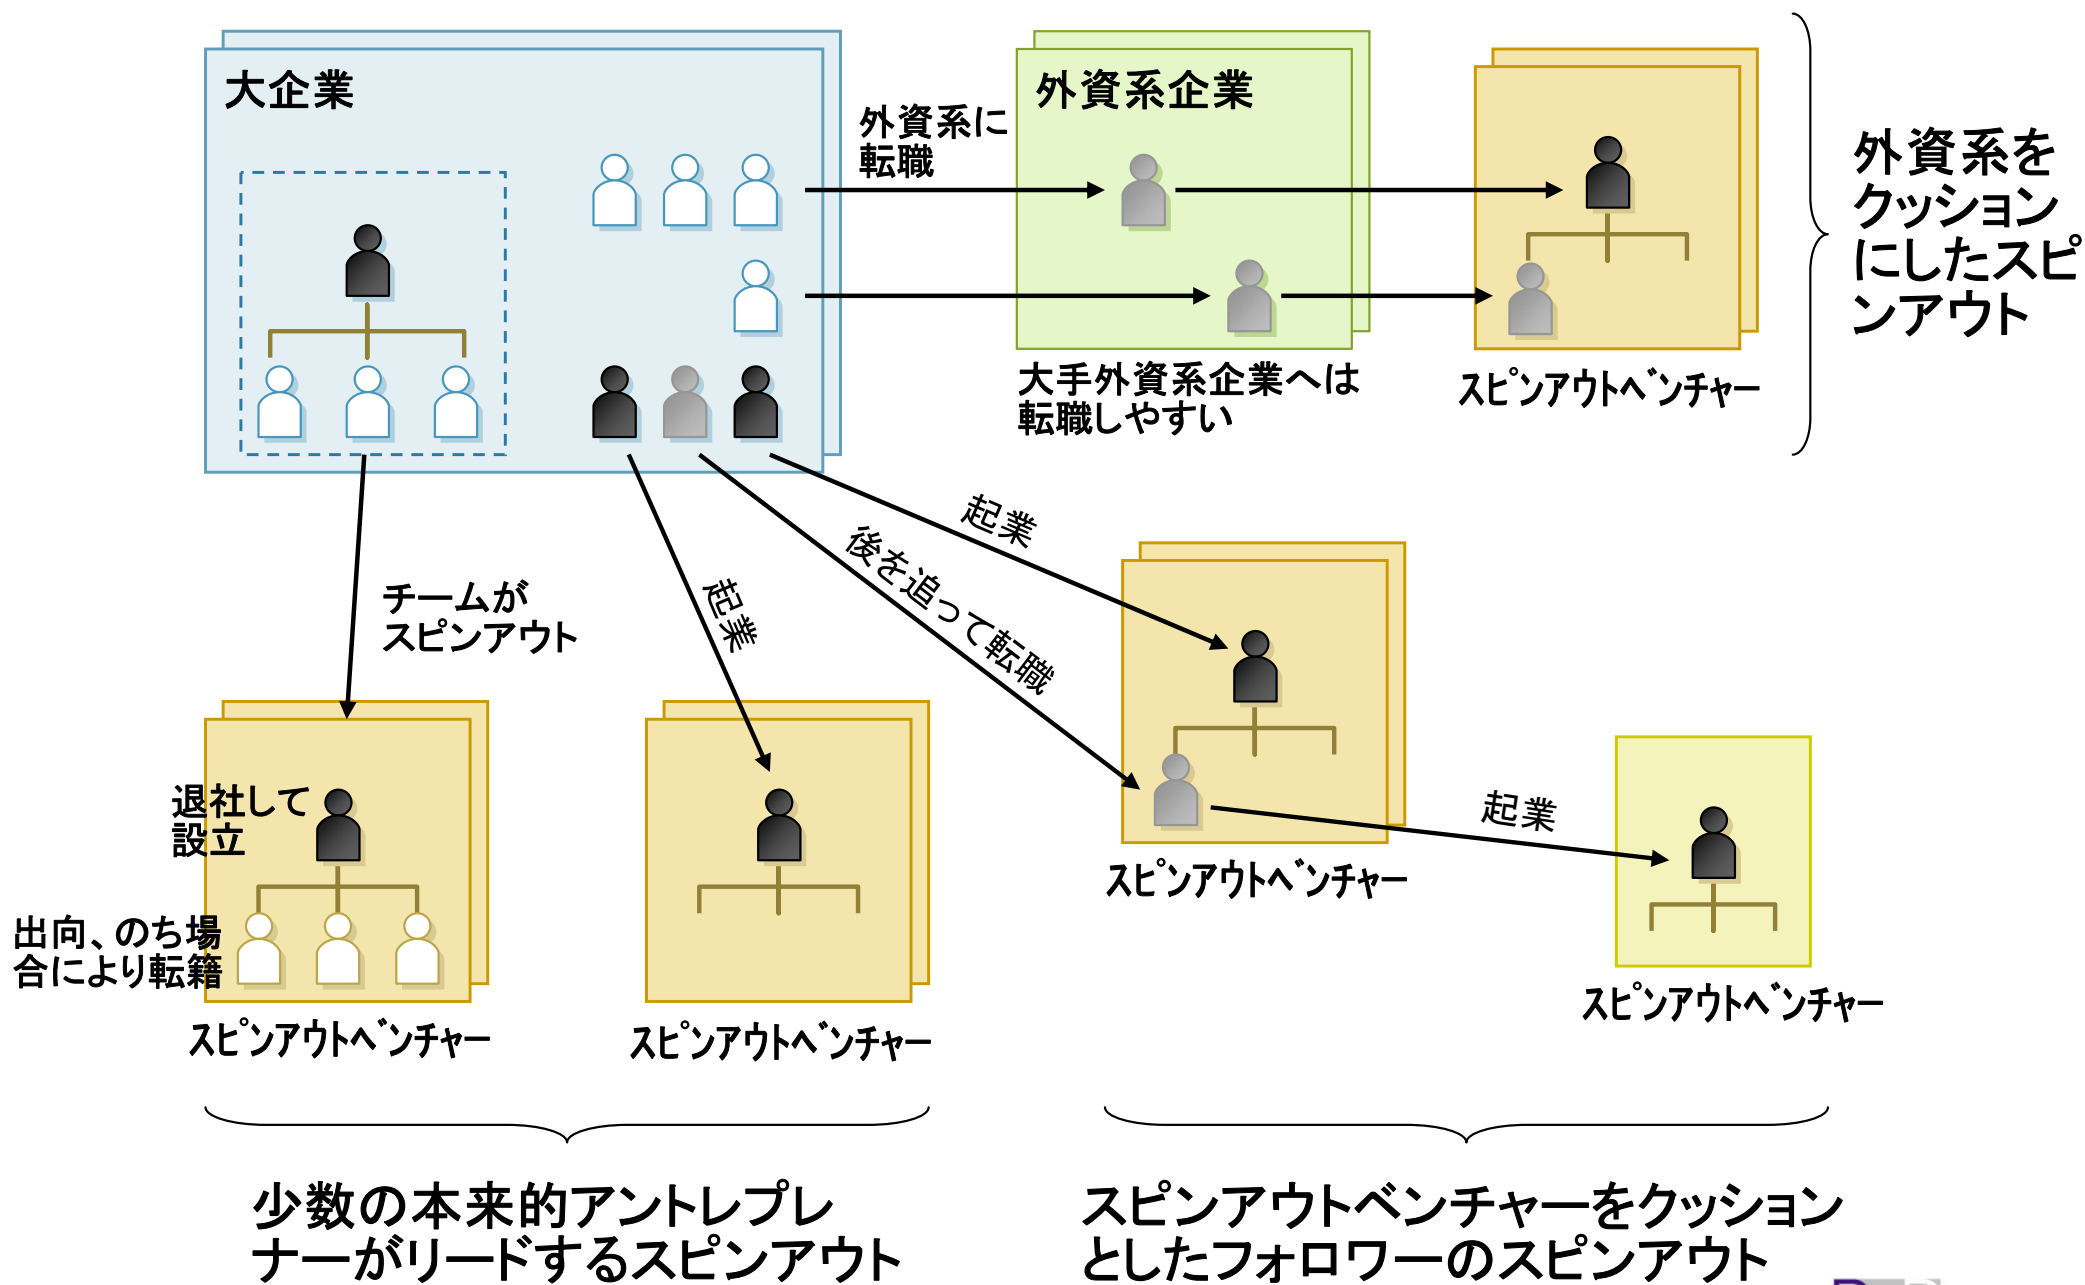 大企業
外資系に
転職
外資系企業
外資系を
クッション
にしたスピ
ンアウト
大手外資系企業へは
転職しやすい
スピンアウトベンチャー
起業
後を追って転職
起業
チームが
スピンアウト
退社して
設立
出向、のち場
合により転籍
起業
スピンアウトベンチャー
スピンアウトベンチャー
スピンアウトベンチャー
スピンアウトベンチャー
少数の本来的アントレプレ
ナーがリードするスピンアウト
スピンアウトベンチャーをクッション
としたフォロワーのスピンアウト